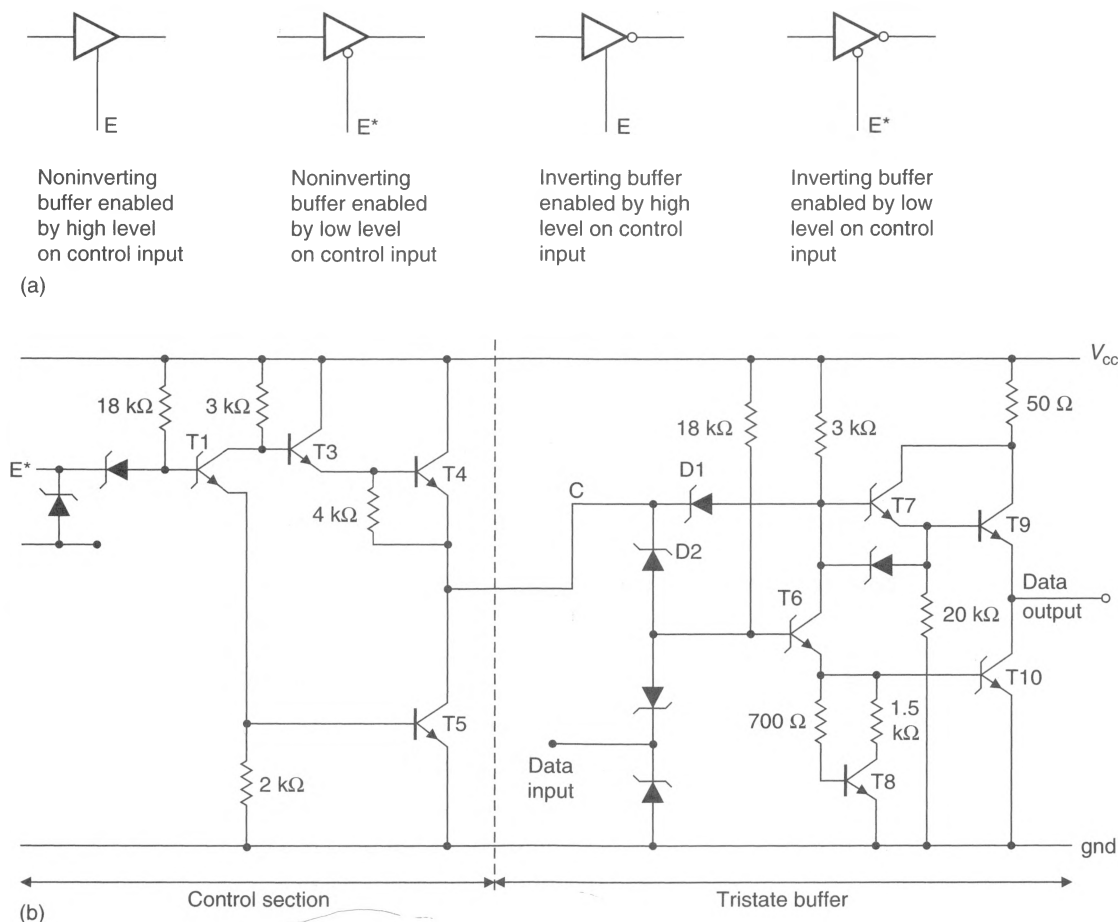 E
E*
E
E*
Noninverting
buffer enabled
by high level
on control input
Noninverting
buffer enabled
by low level
on control input
Inverting buffer
enabled by high
level on control
input
Inverting buffer
enabled by low
level on control
input
(a)
Vcc
18 kΩ
3 kΩ
T1
T3
E*
T4
4 kΩ
T5
2 kΩ
C
D1
D2
18 kΩ
3 kΩ
50 Ω
T7
T9
T6
Data
output
20 kΩ
T10
700 Ω
1.5
kΩ
T8
Data
input
gnd
Control section
Tristate buffer
(b)